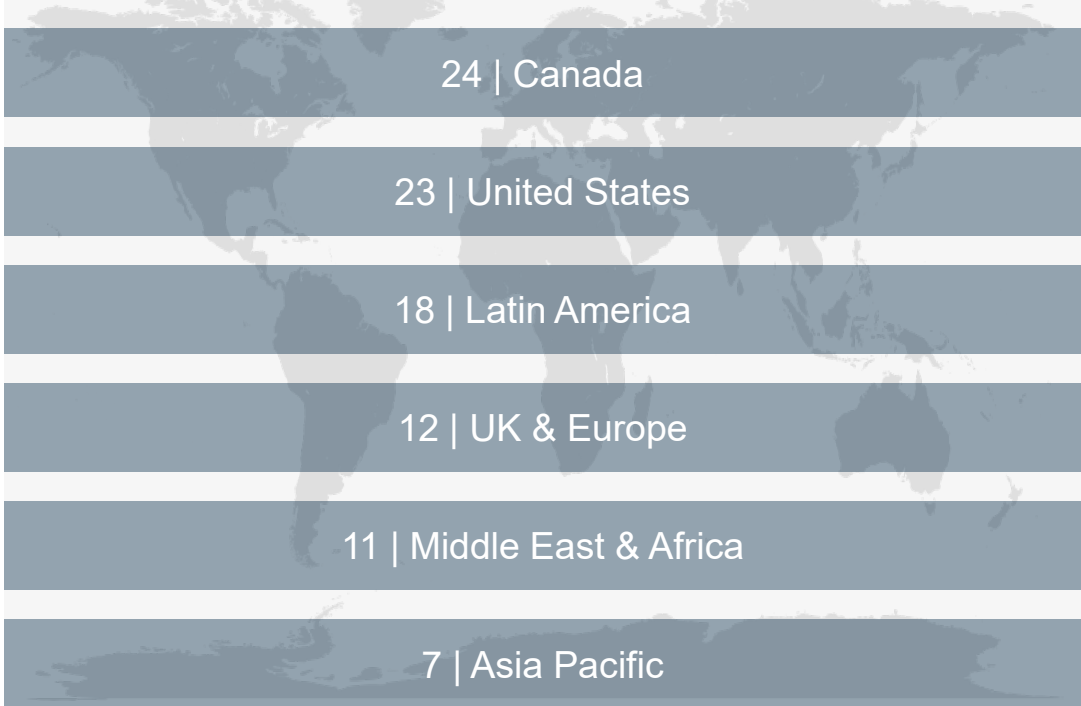 24 | Canada
23 | United States
18 | Latin America
12 | UK & Europe
11 | Middle East & Africa
7 | Asia Pacific